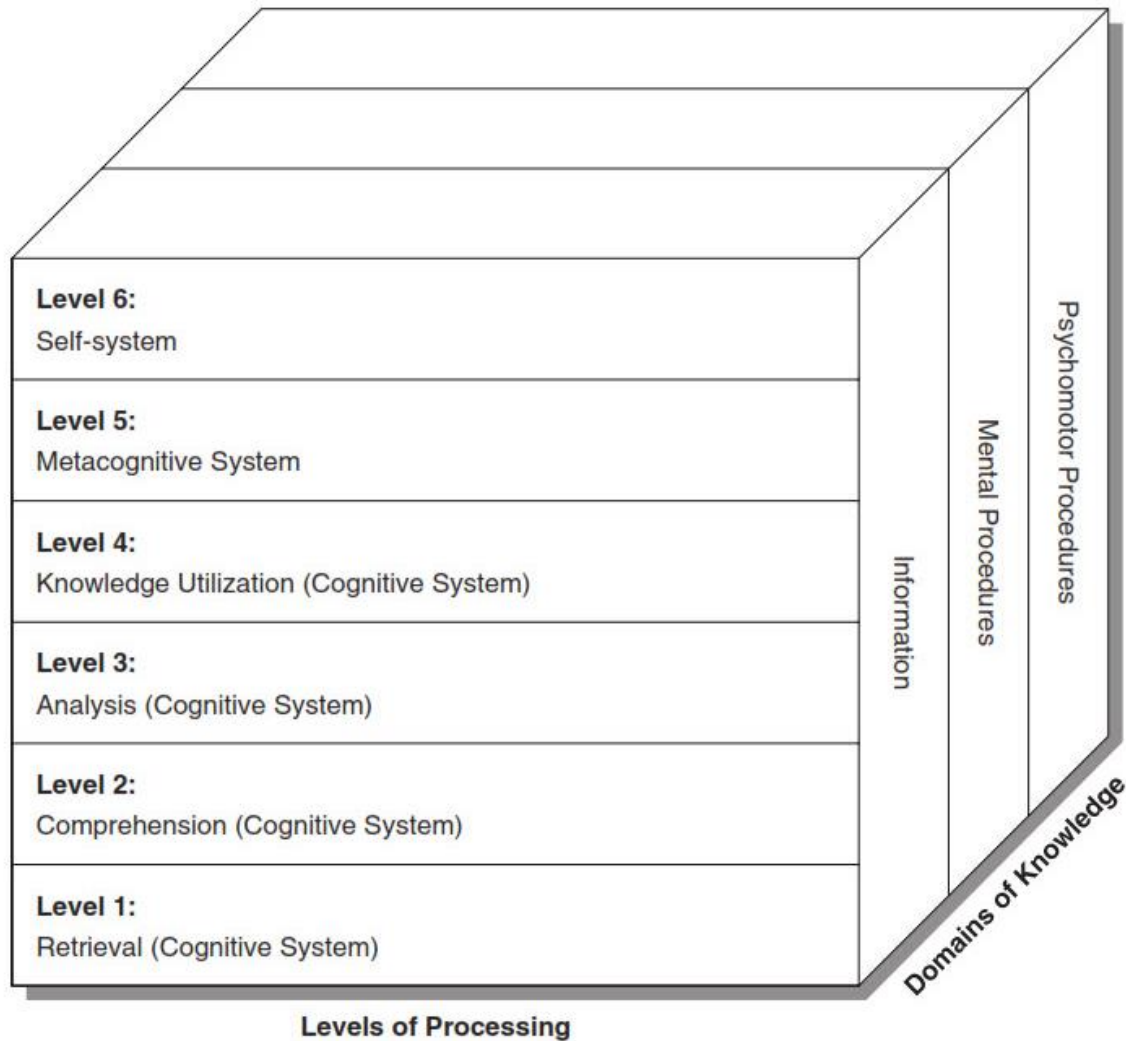 Level 6:
Self-system
Level 5:
Metacognitive System
Level 4:
Knowledge Utilization (Cognitive System)
Level 3:
Analysis (Cognitive System)
Level 2:
Comprehension (Cognitive System)
Level 1:
Retrieval (Cognitive System)
Information
Mental Procedures
Psychomotor Procedures
Levels of Processing
Domains of Knowledge